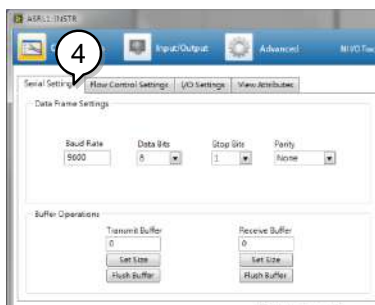 ASRL1::INSTR
4
Input/Output
Advanced
NI I/O Trace
Serial Settings
Flow Control Settings
I/O Settings
View Attributes
Data Frame Settings
Baud Rate
Data Bits
Stop Bits
Parity
9600
8
1
None
Buffer Operations
Transmit Buffer
Receive Buffer
0
0
Set Size
Set Size
Flush Buffer
Flush Buffer